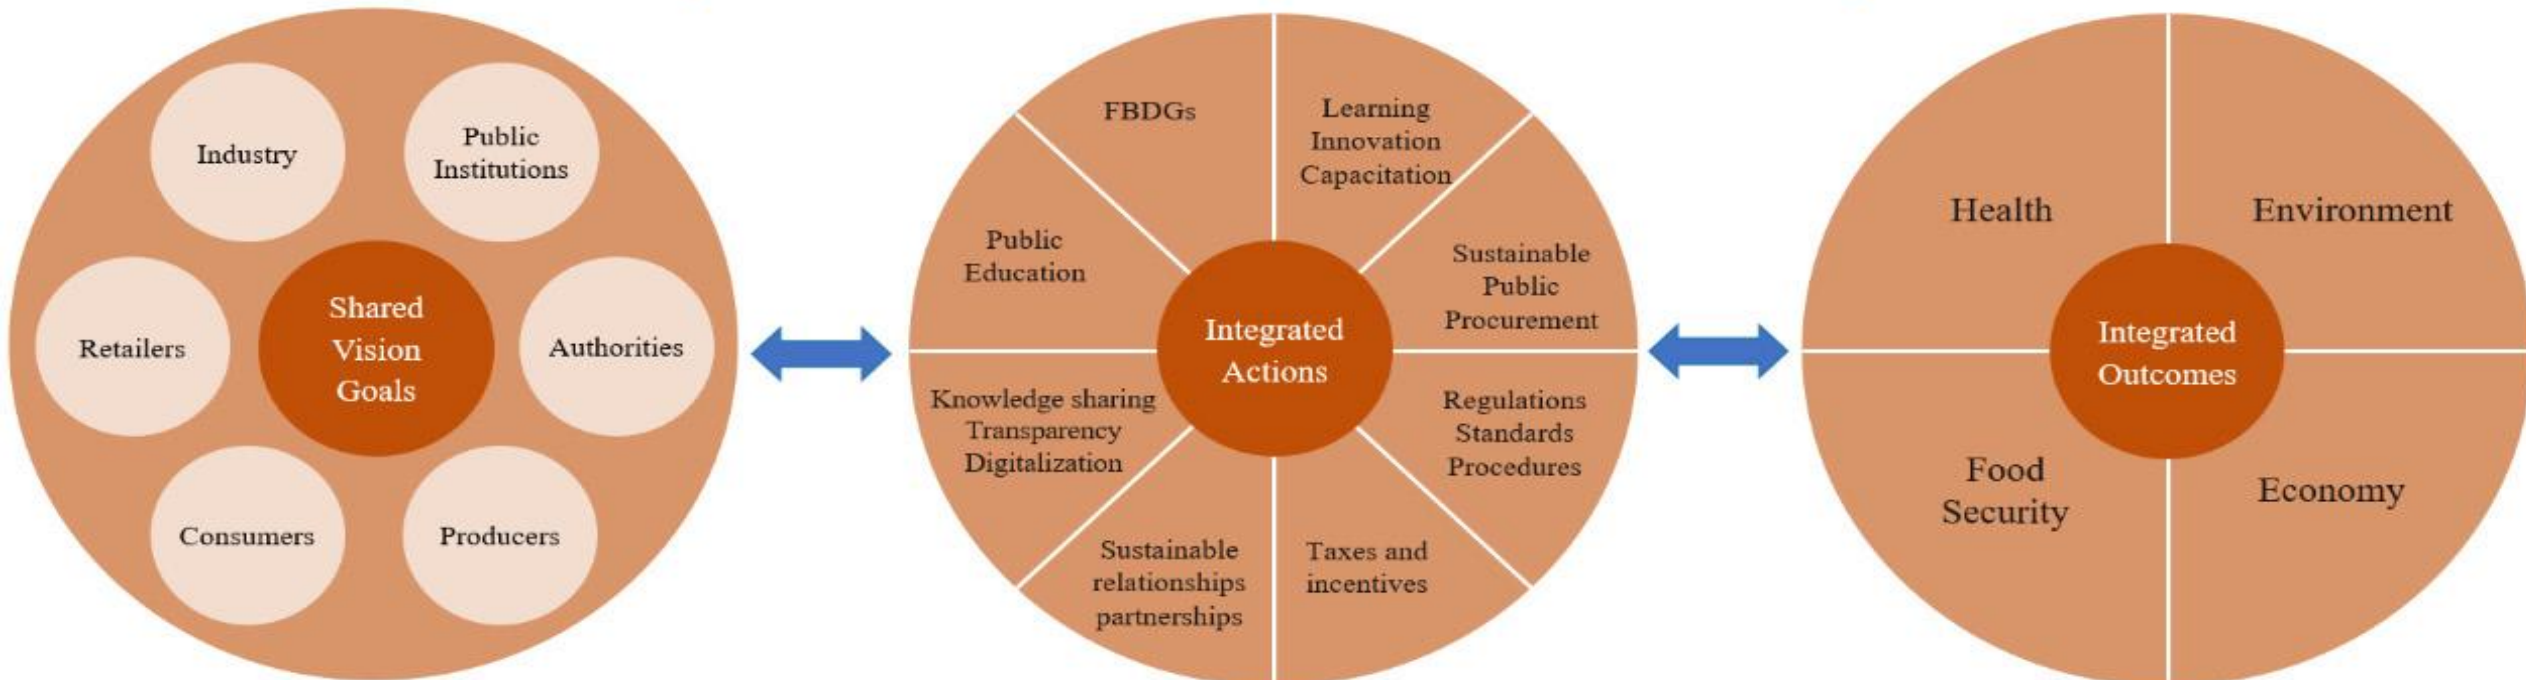 Industry
Public
Institutions
Retailers
Shared
Vision
Goals
Authorities
Consumers
Producers
FBDGs
Learning
Innovation
Capacitation
Public
Education
Sustainable
Public
Procurement
Integrated
Actions
Knowledge sharing
Transparency
Digitalization
Regulations
Standards
Procedures
Sustainable
relationships
partnerships
Taxes and
incentives
Health
Environment
Integrated
Outcomes
Food
Security
Economy